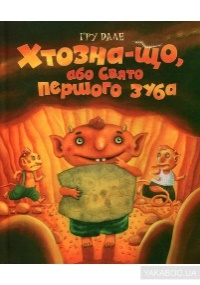 ГРУ ДАЛЕ
Хтозна-що,
або Свято
першого зуба
YAKABOO.UA